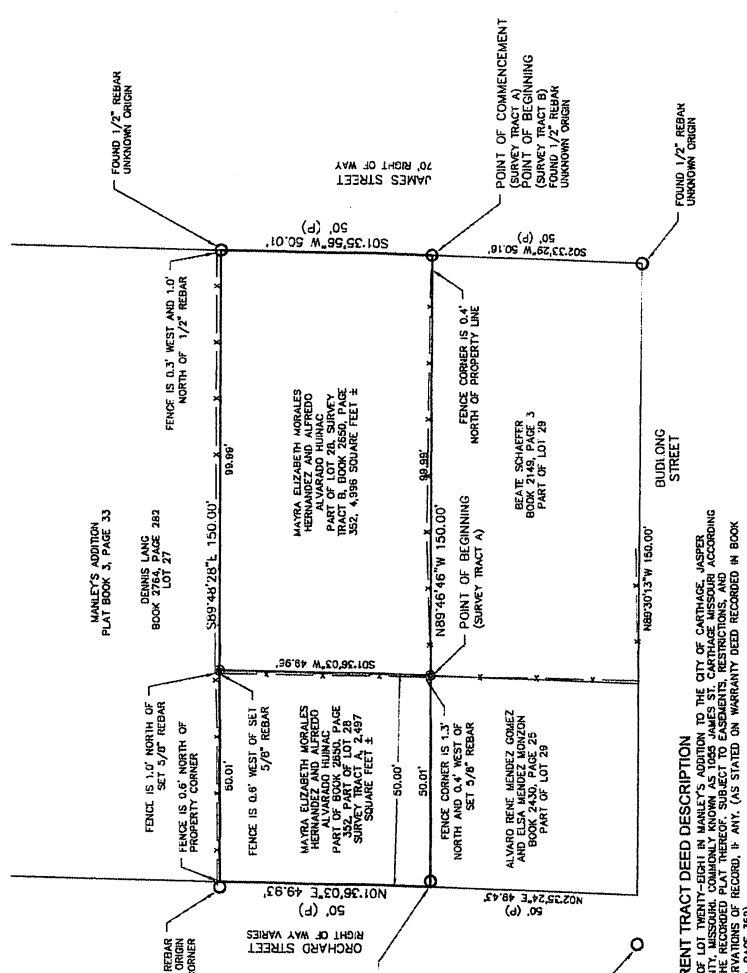 MANLEY'S ADDITION
PLAT BOOK 3, PAGE 33
DENNIS LANG
BOOK 2764, PAGE 282
LOT 27
FOUND 1/2" REBAR
UNKNOWN ORIGIN
FENCE IS 0.3' WEST AND 1.0'
NORTH OF 1/2" REBAR
FENCE IS 1.0' NORTH OF
SET 5/8" REBAR
FENCE IS 0.6' NORTH OF
PROPERTY CORNER
REBAR
ORIGIN
CORNER
S89°48'28"E 150.00'
50.01'
99.99'
FENCE IS 0.6' WEST OF SET
5/8" REBAR
ORCHARD STREET
RIGHT OF WAY VARIES
50' (P)
N01°36'03"E 49.93'
MAYRA ELIZABETH MORALES
HERNANDEZ AND ALFREDO
ALVARADO HUINAC
PART OF BOOK 2650, PAGE
352, PART OF LOT 28
SURVEY TRACT A, 2,497
SQUARE FEET ±
50.00'
S01°36'03"W 49.96'
MAYRA ELIZABETH MORALES
HERNANDEZ AND ALFREDO
ALVARADO HUINAC
PART OF LOT 28, SURVEY
TRACT B, BOOK 2650, PAGE
352, 4,996 SQUARE FEET ±
S01°35'56"W 50.01'
50' (P)
JAMES STREET
70' RIGHT OF WAY
50.01'
99.99'
N89°46'46"W 150.00'
POINT OF BEGINNING
(SURVEY TRACT A)
FENCE CORNER IS 0.4'
NORTH OF PROPERTY LINE
POINT OF COMMENCEMENT
(SURVEY TRACT A)
POINT OF BEGINNING
(SURVEY TRACT B)
FOUND 1/2" REBAR
UNKNOWN ORIGIN
FENCE CORNER IS 1.3'
NORTH AND 0.4' WEST OF
SET 5/8" REBAR
ALVARO RENE MENDEZ GOMEZ
AND ELSA MENDEZ MONZON
BOOK 2430, PAGE 25
PART OF LOT 29
50' (P)
N02°35'24"E 49.43'
BEATE SCHAEFER
BOOK 2149, PAGE 3
PART OF LOT 29
S02°33'29"W 50.16'
50' (P)
FOUND 1/2" REBAR
UNKNOWN ORIGIN
N89°30'13"W 150.00'
BUDLONG
STREET
RENT TRACT DEED DESCRIPTION
OF LOT TWENTY-EIGHT IN MANLEY'S ADDITION TO THE CITY OF CARTHAGE, JASPER
NTY, MISSOURI. COMMONLY KNOWN AS 1055 JAMES ST. CARTHAGE MISSOURI ACCORDING
HE RECORDED PLAT THEREOF. SUBJECT TO EASEMENTS, RESTRICTIONS, AND
RVATIONS OF RECORD, IF ANY. (AS STATED ON WARRANTY DEED RECORDED IN BOOK
PAGE 352)